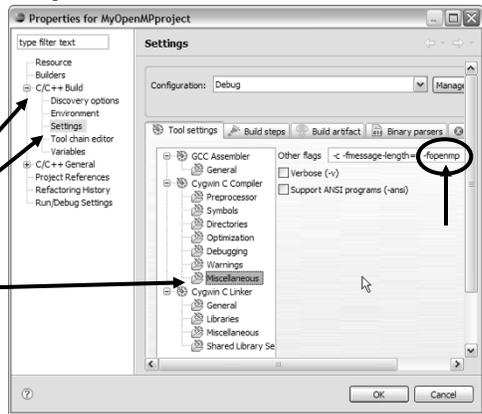 Properties for MyOpenMPproject
type filter text
Resource
Builders
C/C++ Build
Discovery options
Environment
Settings
Tool chain editor
Variables
C/C++ General
Project References
Refactoring History
Run/Debug Settings
Settings
Configuration: Debug
Manage
Tool settings
Build steps
Build artifact
Binary parsers
GCC Assembler
General
Cygwin C Compiler
Preprocessor
Symbols
Directories
Optimization
Debugging
Warnings
Miscellaneous
Cygwin C Linker
General
Libraries
Miscellaneous
Shared Library Se
Other flags -c -fmessage-length= -fopenmp
Verbose (-v)
Support ANSI programs (-ansi)
OK
Cancel